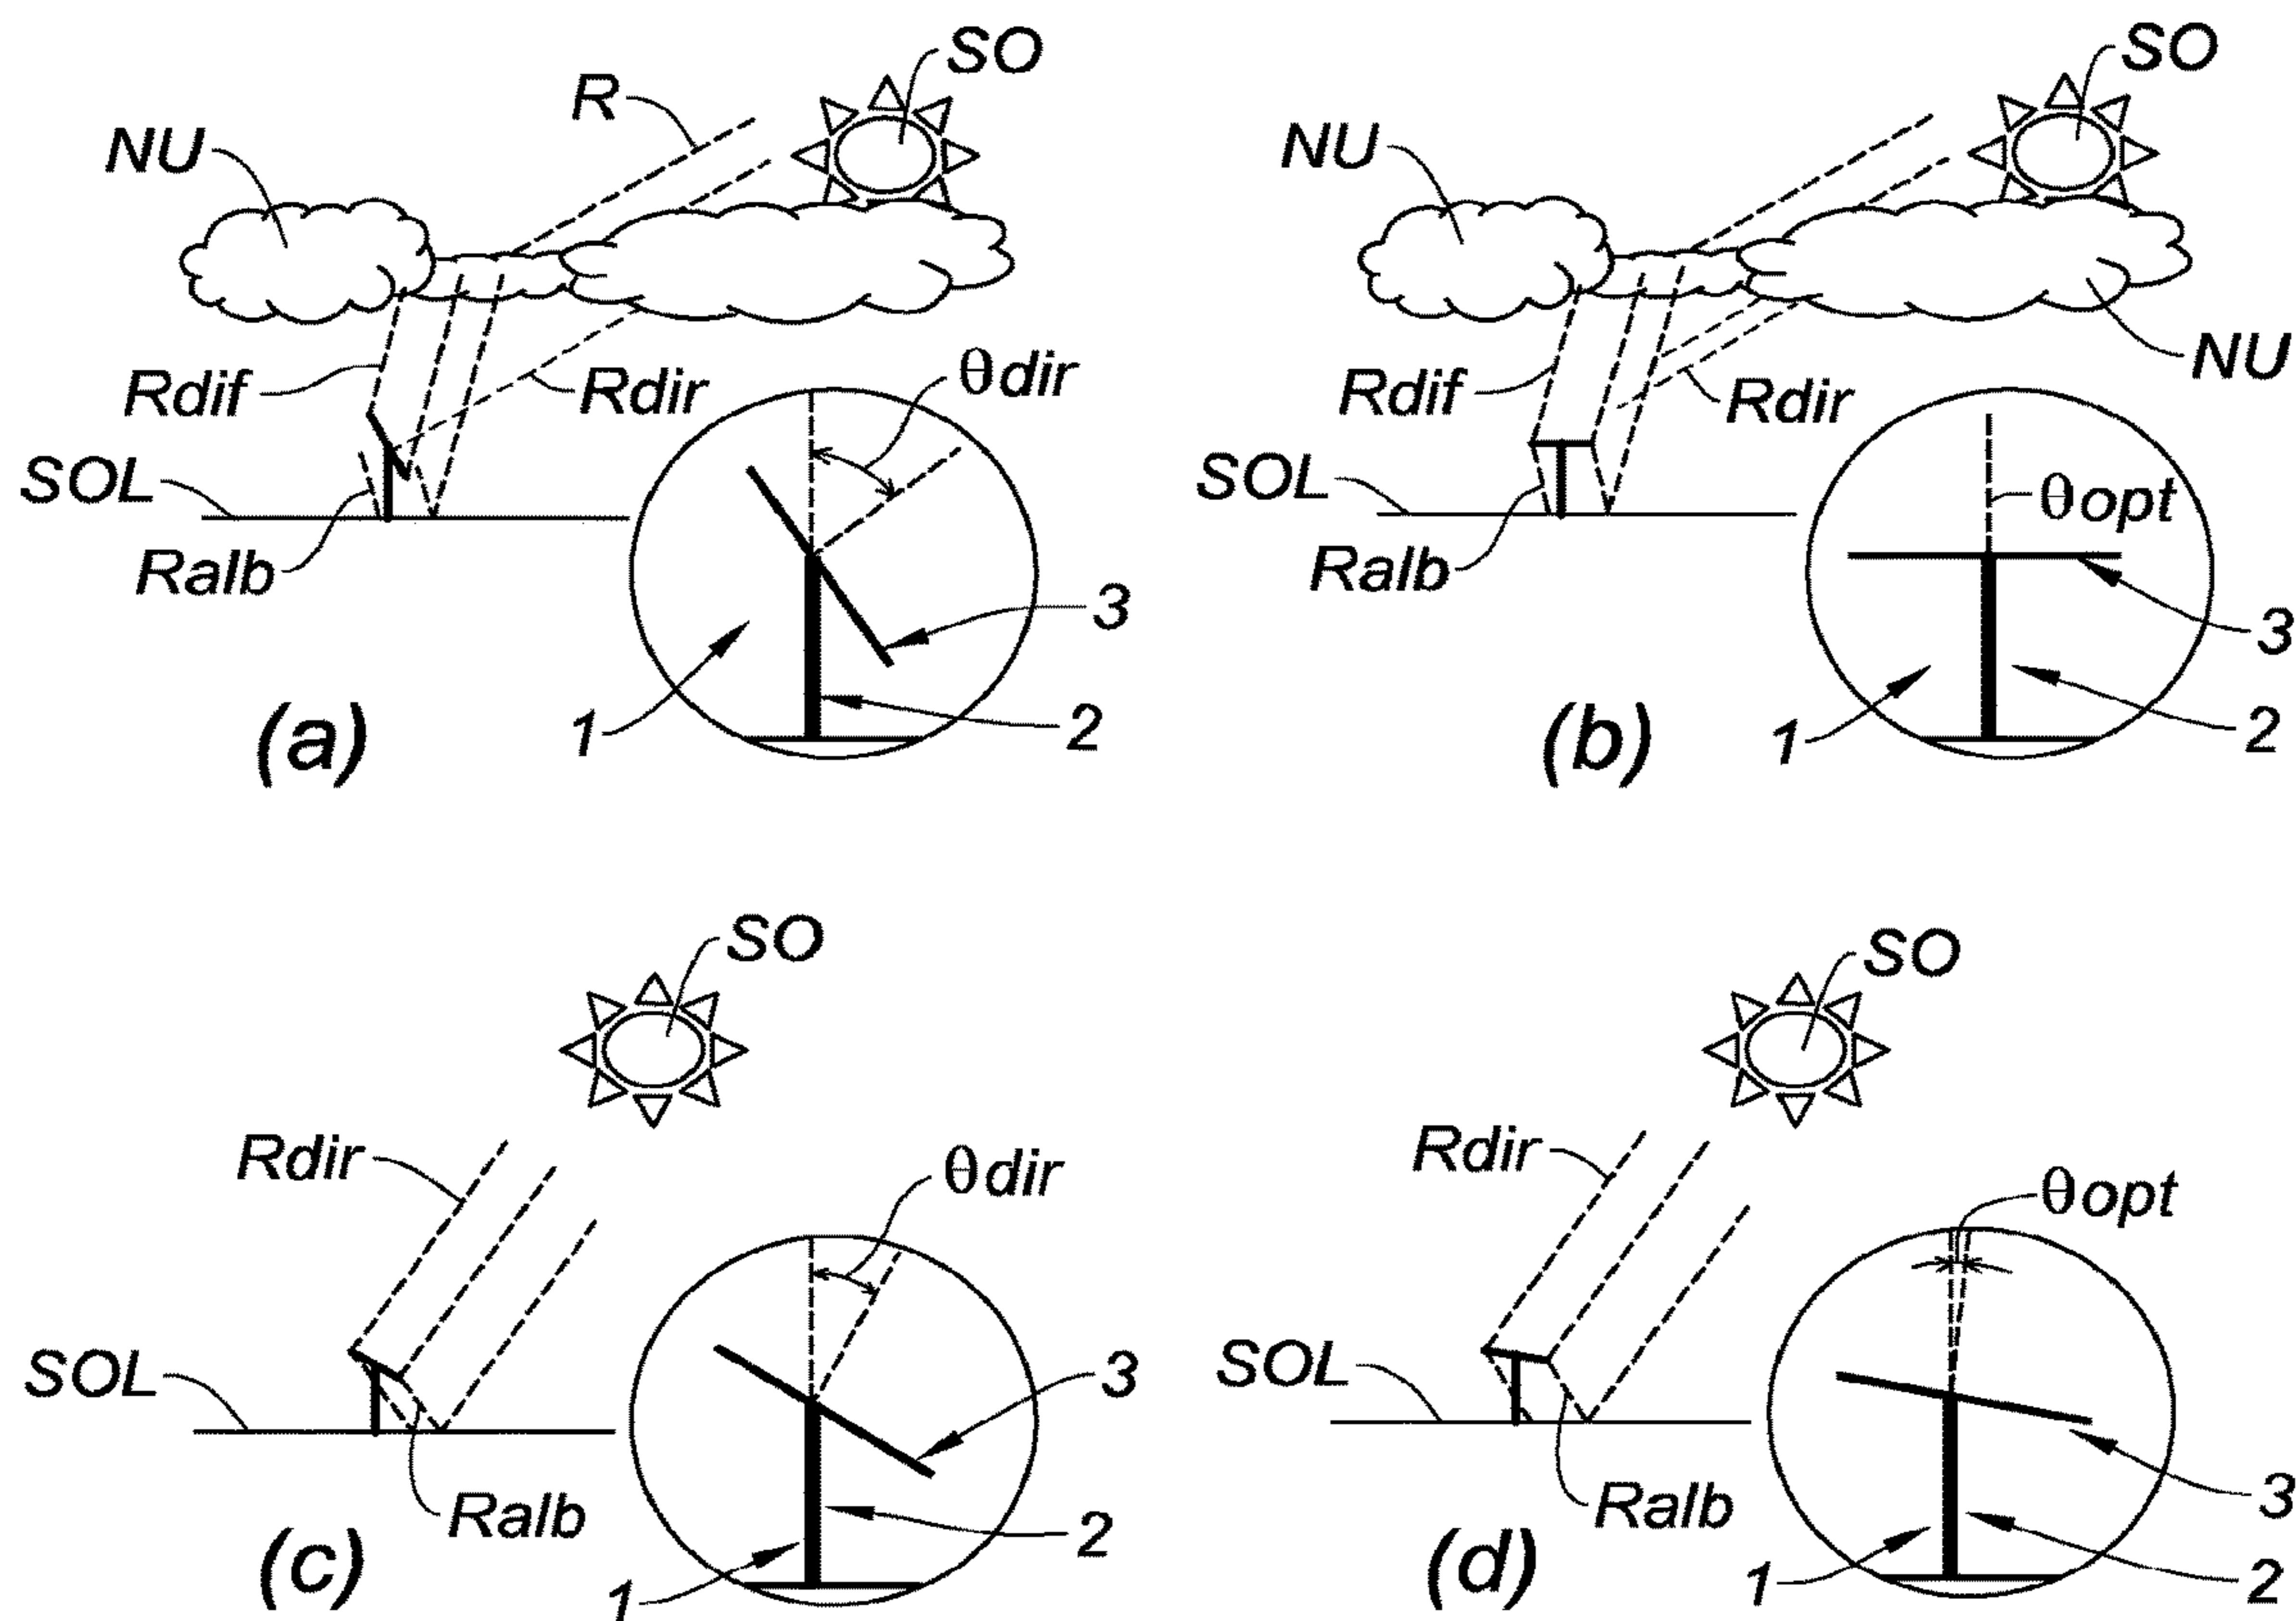 SO
R
NU
θdir
Rdif
Rdir
SOL
Ralb
3
1
2
(a)
SO
NU
NU
Rdif
Rdir
SOL
θopt
Ralb
3
1
2
(b)
SO
Rdir
θdir
SOL
3
Ralb
2
1
(c)
SO
Rdir
θopt
SOL
3
Ralb
1
2
(d)